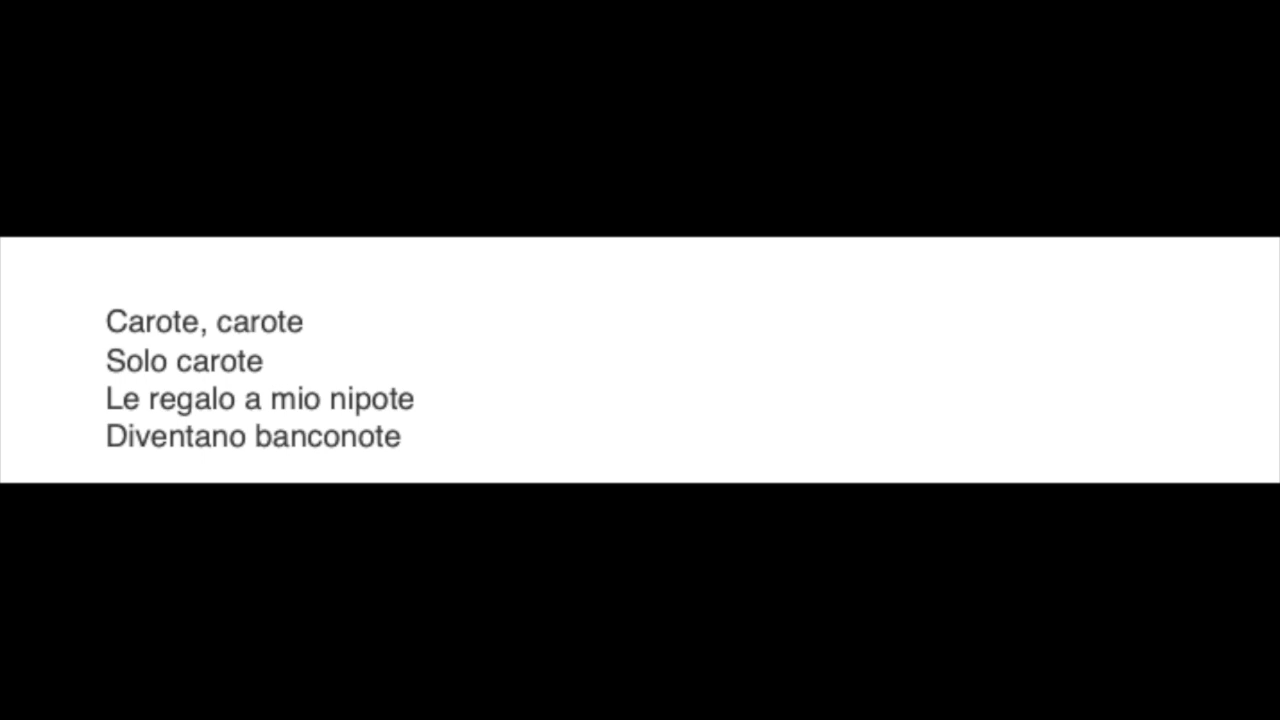 Carote, carote
Solo carote
Le regalo a mio nipote
Diventano banconote